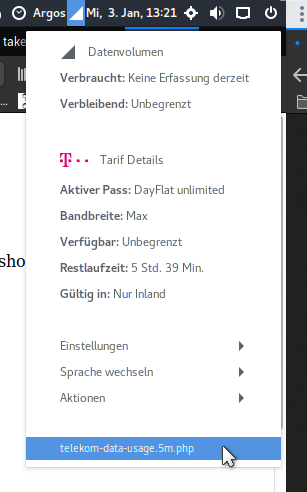 Argos Mi, 3. Jan, 13:21
take
Datenvolumen
Verbraucht: Keine Erfassung derzeit
Verbleibend: Unbegrenzt
T Tarif Details
Aktiver Pass: DayFlat unlimited
Bandbreite: Max
Verfügbar: Unbegrenzt
sho
Restlaufzeit: 5 Std. 39 Min.
Gültig in: Nur Inland
Einstellungen
Sprache wechseln
Aktionen
telekom-data-usage.5m.php